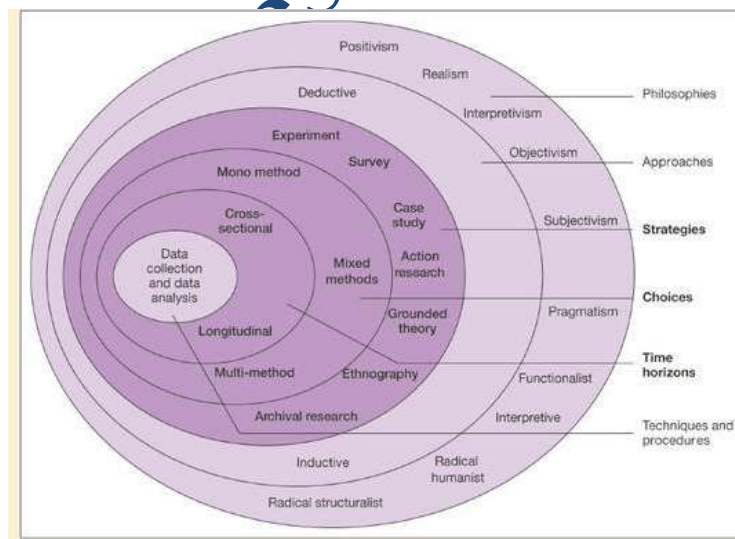 Positivism
Realism
Philosophies
Deductive
Interpretivism
Experiment
Objectivism
Survey
Approaches
Mono method
Cross-
sectional
Case
study
Subjectivism
Strategies
Data
collection
and data
analysis
Mixed
methods
Action
research
Choices
Grounded
theory
Pragmatism
Longitudinal
Time
horizons
Multi-method
Ethnography
Functionalist
Archival research
Interpretive
Techniques and
procedures
Inductive
Radical
humanist
Radical structuralist